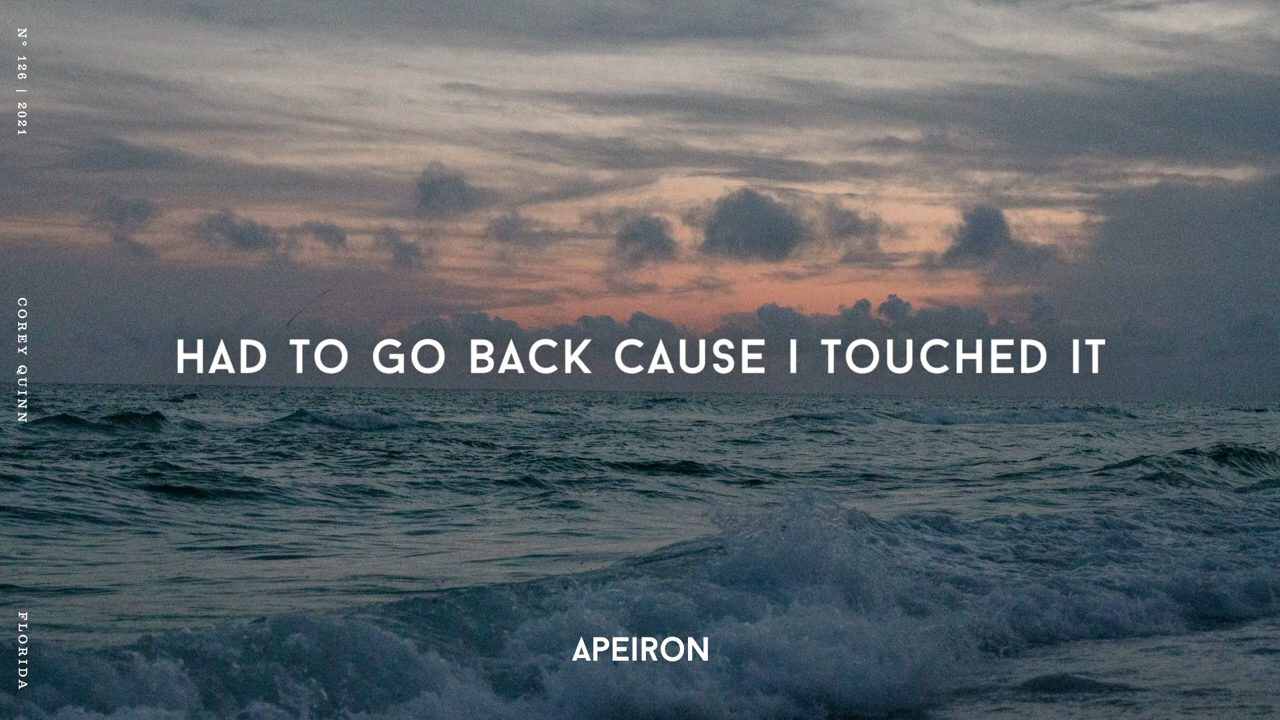 N° 126 | 2021
COREY QUINN
FLORIDA
HAD TO GO BACK CAUSE I TOUCHED IT
APEIRON